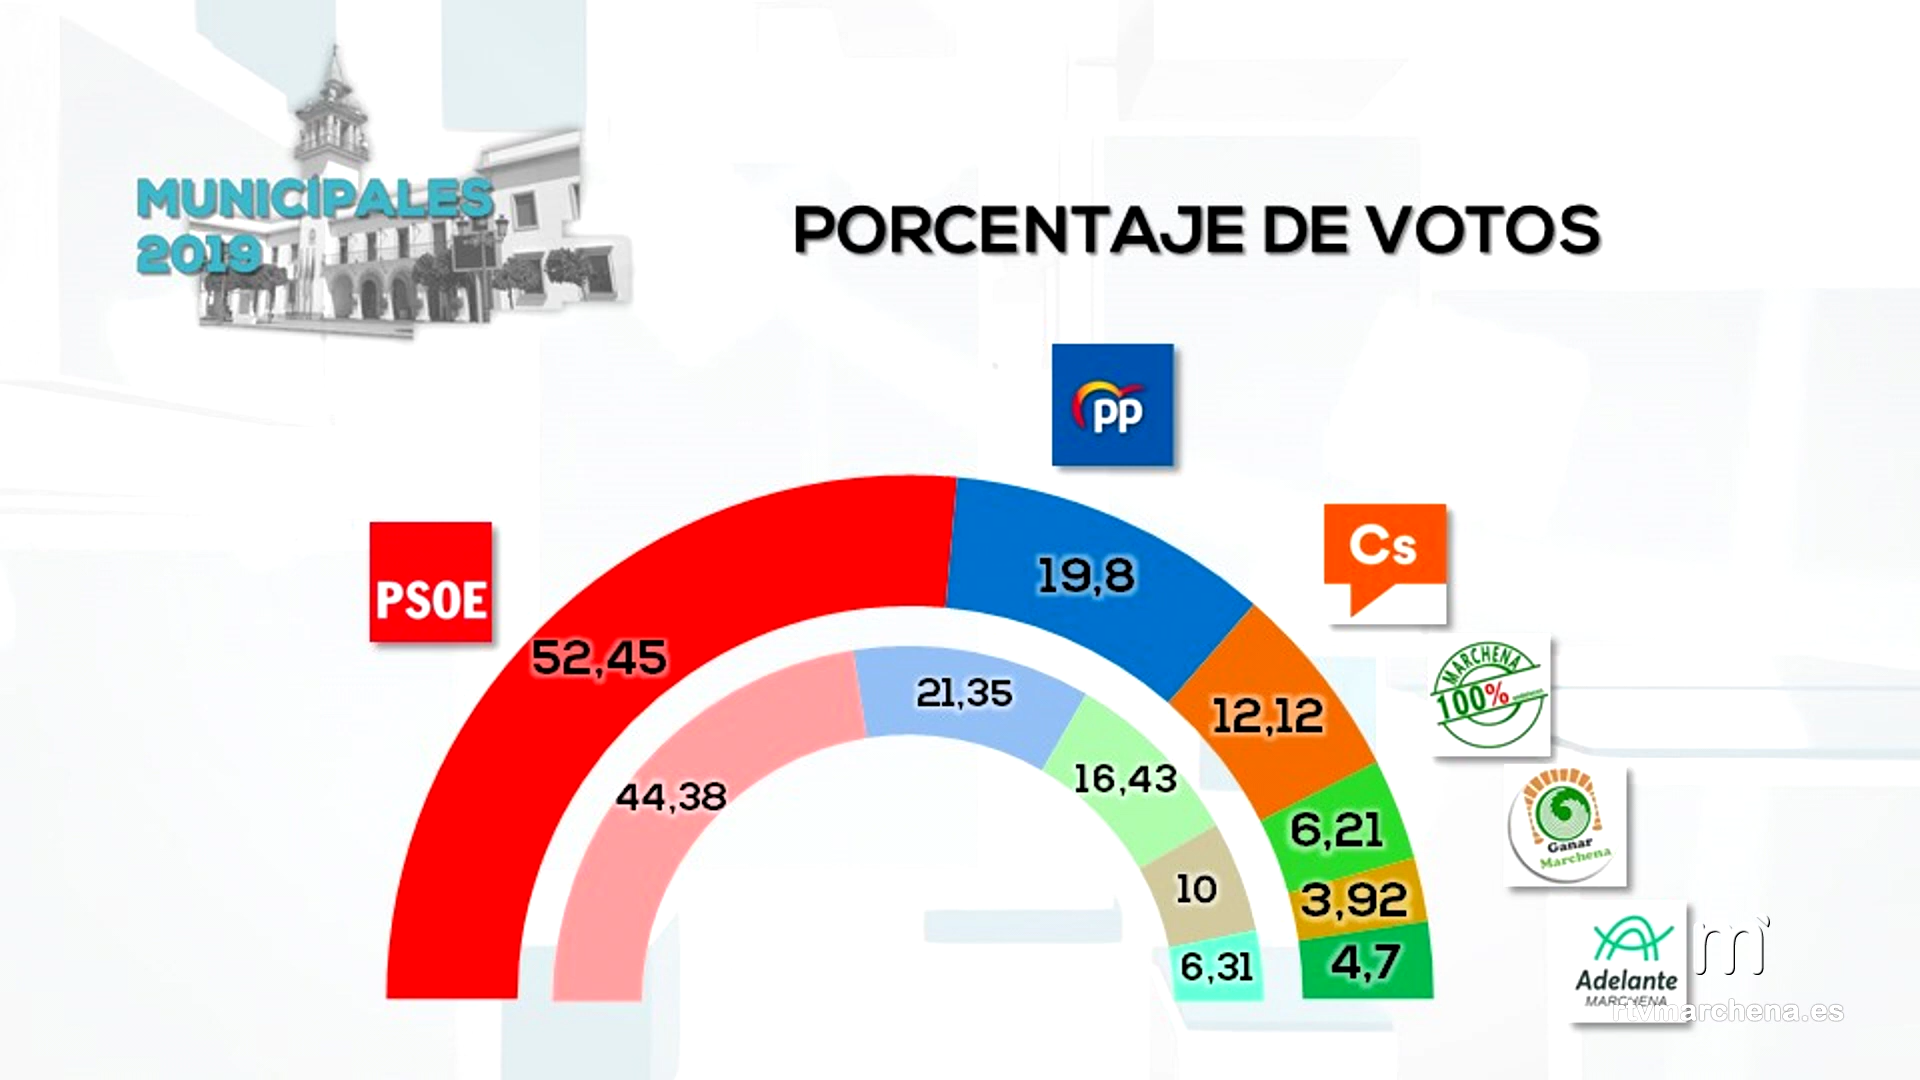 MUNICIPALES
2019
PORCENTAJE DE VOTOS
pp
PSOE
Cs
MARCHENA
100%
Ganar
Marchena
Adelante
MARCHENA
m
rtvmarchena.es
52,45
19,8
12,12
6,21
3,92
4,7
44,38
21,35
16,43
10
6,31